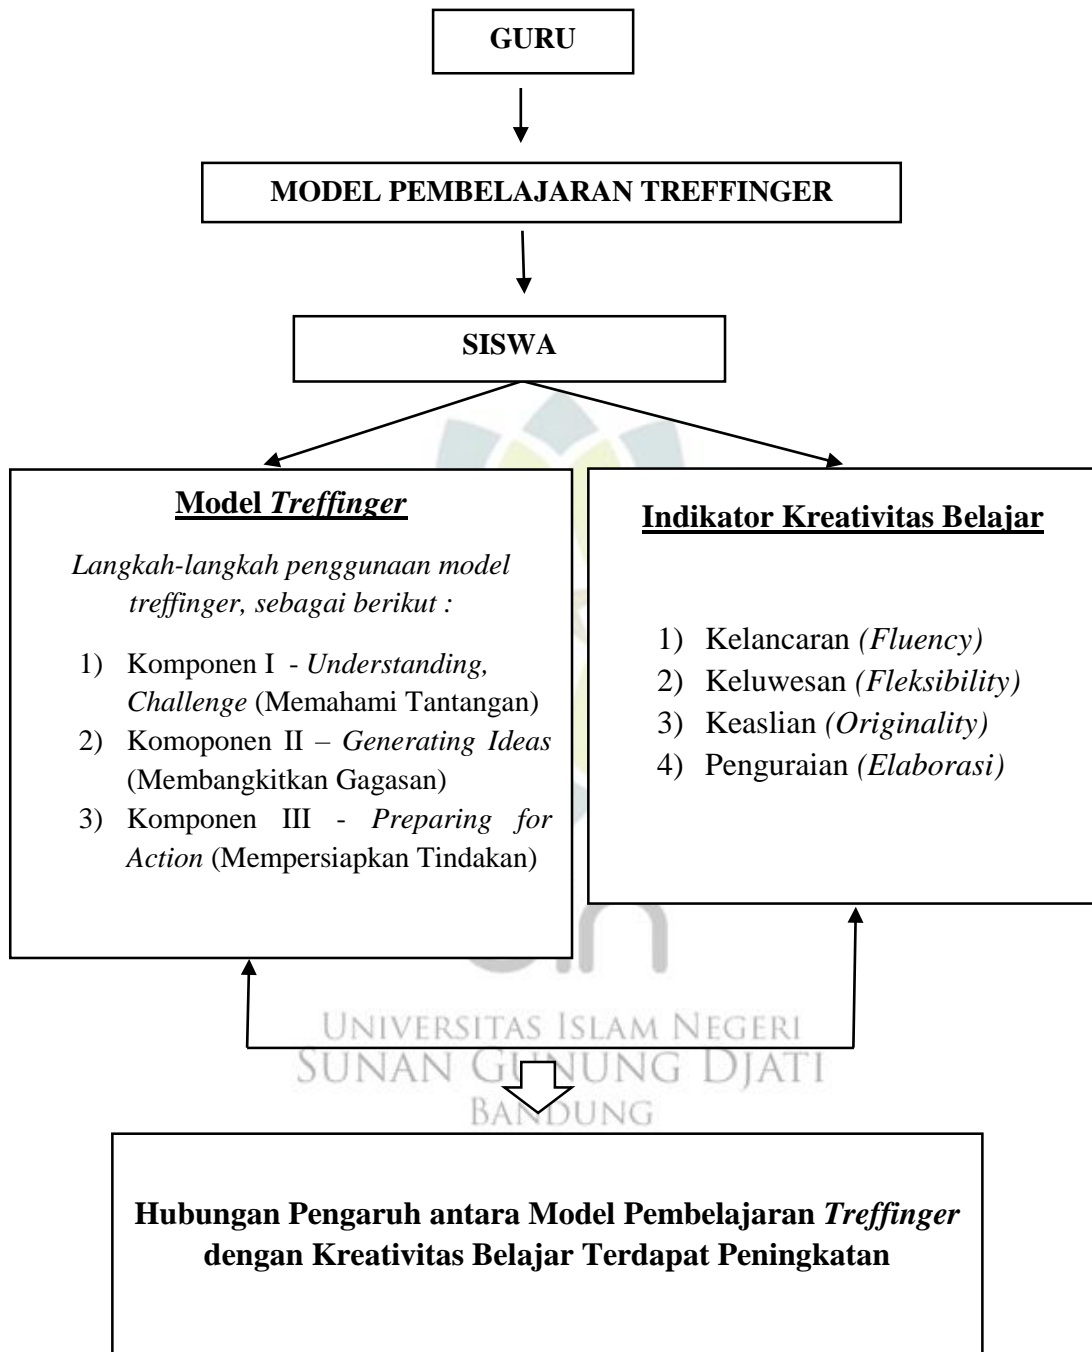 GURU
MODEL PEMBELAJARAN TREFFINGER
SISWA
Model Treffinger
Langkah-langkah penggunaan model
treffinger, sebagai berikut :
1) Komponen I - Understanding,
Challenge (Memahami Tantangan)
2) Komoponen II – Generating Ideas
(Membangkitkan Gagasan)
3) Komponen III - Preparing for
Action (Mempersiapkan Tindakan)
Indikator Kreativitas Belajar
1) Kelancaran (Fluency)
2) Keluwesan (Fleksibility)
3) Keaslian (Originality)
4) Penguraian (Elaborasi)
UNIVERSITAS ISLAM NEGERI
SUNAN GUNUNG DJATI
BANDUNG
Hubungan Pengaruh antara Model Pembelajaran Treffinger
dengan Kreativitas Belajar Terdapat Peningkatan